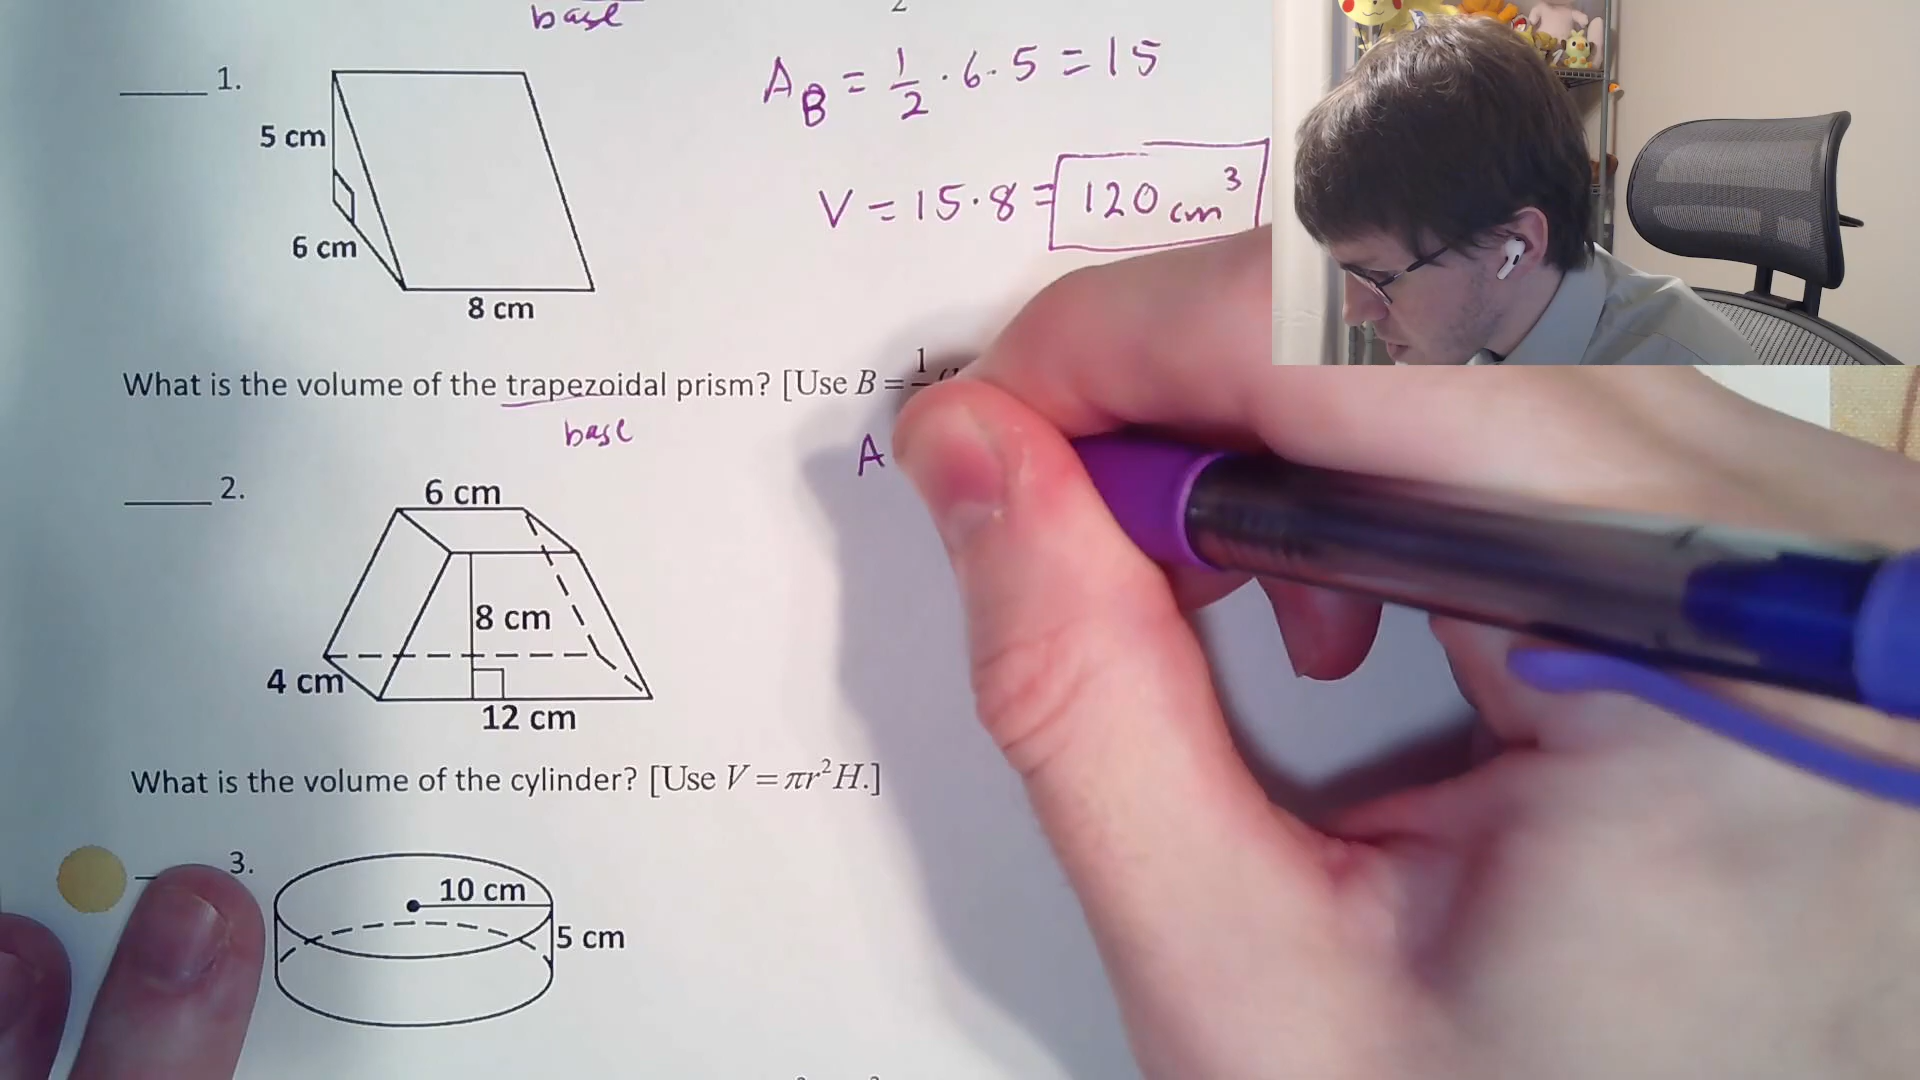 base
2
A_B = 1/2 · 6 · 5 = 15
1.
5 cm
V = 15 · 8 = 120 cm³
6 cm
8 cm
What is the volume of the trapezoidal prism? [Use B = 1
base
A
2.
6 cm
8 cm
4 cm
12 cm
What is the volume of the cylinder? [Use V = πr²H.]
3.
10 cm
5 cm